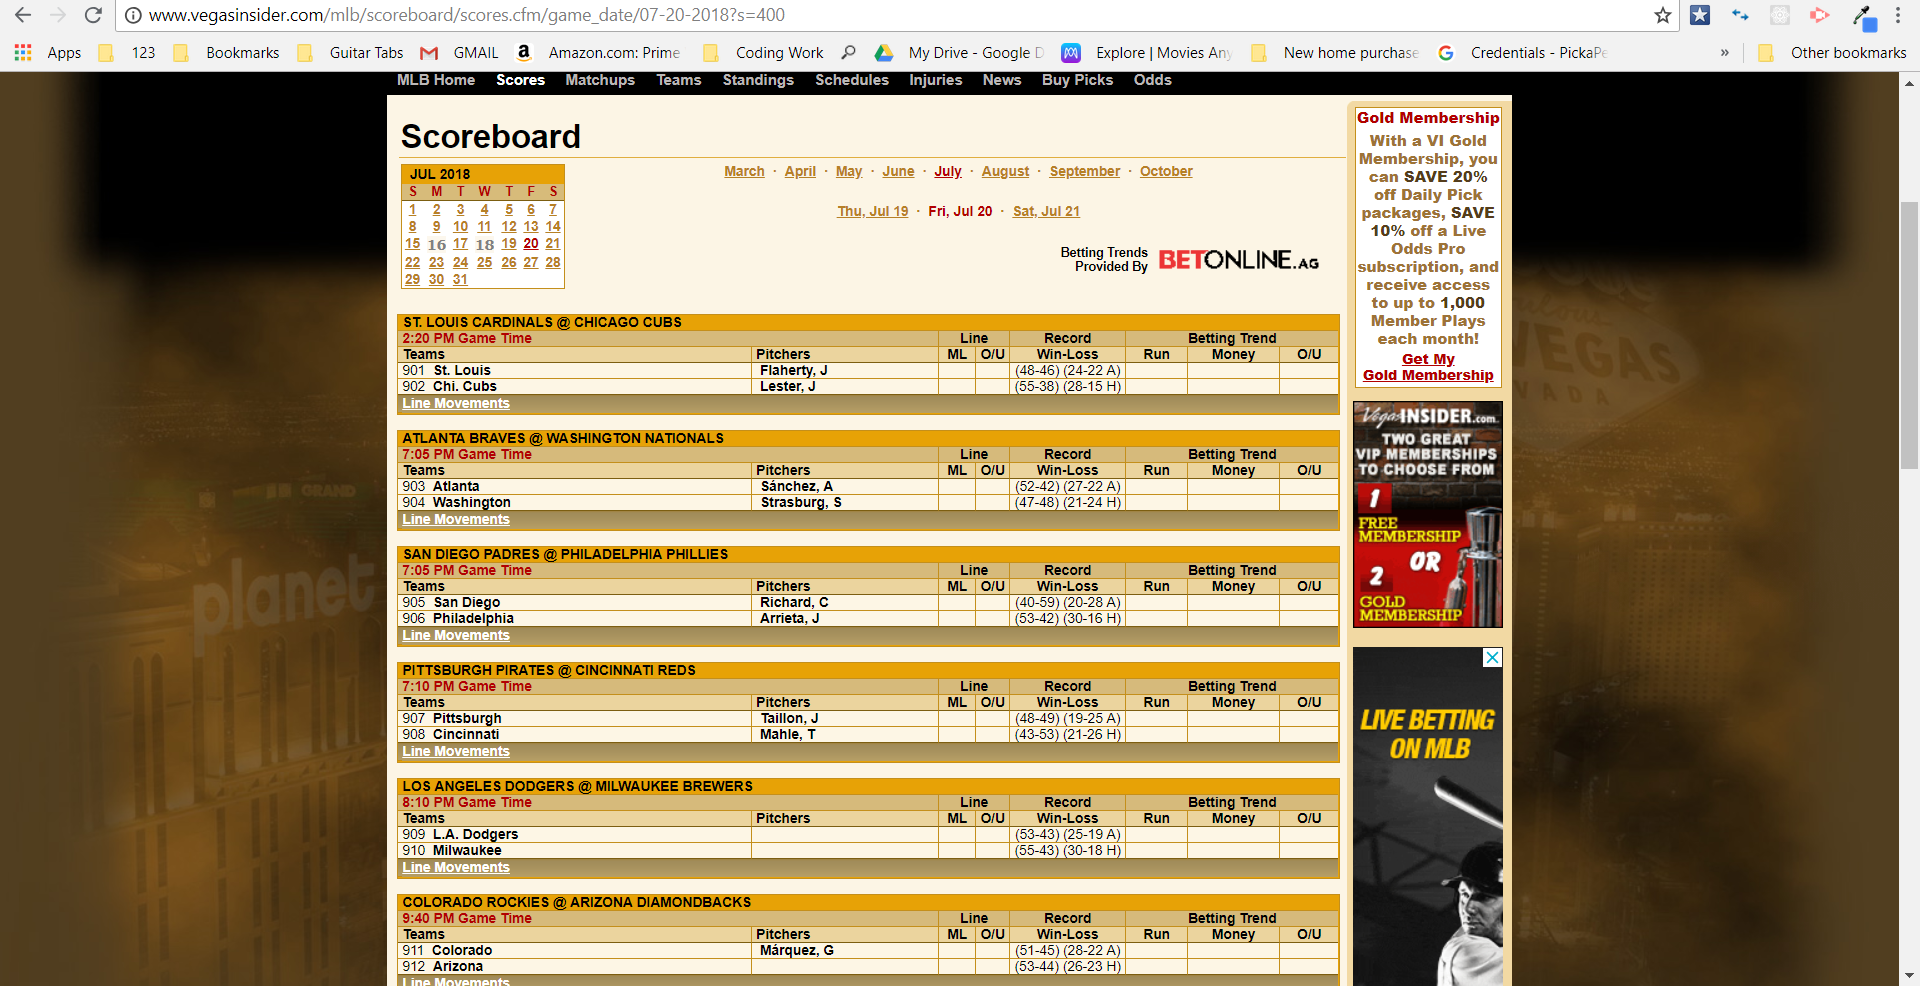 www.vegasinsider.com/mlb/scoreboard/scores.cfm/game_date/07-20-2018?s=400
Apps 123 Bookmarks Guitar Tabs GMAIL Amazon.com: Prime Coding Work My Drive - Google D Explore | Movies Any New home purchase Credentials - PickaPe » Other bookmarks
MLB Home Scores Matchups Teams Standings Schedules Injuries News Buy Picks Odds
Scoreboard
JUL 2018
S M T W T F S
1 2 3 4 5 6 7
8 9 10 11 12 13 14
15 16 17 18 19 20 21
22 23 24 25 26 27 28
29 30 31
March · April · May · June · July · August · September · October
Thu, Jul 19 · Fri, Jul 20 · Sat, Jul 21
Betting Trends
Provided By
BETONLINE.AG
ST. LOUIS CARDINALS @ CHICAGO CUBS
2:20 PM Game Time Line Record Betting Trend
Teams Pitchers ML O/U Win-Loss Run Money O/U
901 St. Louis Flaherty, J (48-46) (24-22 A)
902 Chi. Cubs Lester, J (55-38) (28-15 H)
Line Movements
ATLANTA BRAVES @ WASHINGTON NATIONALS
7:05 PM Game Time Line Record Betting Trend
Teams Pitchers ML O/U Win-Loss Run Money O/U
903 Atlanta Sánchez, A (52-42) (27-22 A)
904 Washington Strasburg, S (47-48) (21-24 H)
Line Movements
SAN DIEGO PADRES @ PHILADELPHIA PHILLIES
7:05 PM Game Time Line Record Betting Trend
Teams Pitchers ML O/U Win-Loss Run Money O/U
905 San Diego Richard, C (40-59) (20-28 A)
906 Philadelphia Arrieta, J (53-42) (30-16 H)
Line Movements
PITTSBURGH PIRATES @ CINCINNATI REDS
7:10 PM Game Time Line Record Betting Trend
Teams Pitchers ML O/U Win-Loss Run Money O/U
907 Pittsburgh Taillon, J (48-49) (19-25 A)
908 Cincinnati Mahle, T (43-53) (21-26 H)
Line Movements
LOS ANGELES DODGERS @ MILWAUKEE BREWERS
8:10 PM Game Time Line Record Betting Trend
Teams Pitchers ML O/U Win-Loss Run Money O/U
909 L.A. Dodgers (53-43) (25-19 A)
910 Milwaukee (55-43) (30-18 H)
Line Movements
COLORADO ROCKIES @ ARIZONA DIAMONDBACKS
9:40 PM Game Time Line Record Betting Trend
Teams Pitchers ML O/U Win-Loss Run Money O/U
911 Colorado Márquez, G (51-45) (28-22 A)
912 Arizona (53-44) (26-23 H)
Line Movements
Gold Membership
With a VI Gold
Membership, you
can SAVE 20%
off Daily Pick
packages, SAVE
10% off a Live
Odds Pro
subscription, and
receive access
to up to 1,000
Member Plays
each month!
Get My
Gold Membership
VegasINSIDER.com
TWO GREAT
VIP MEMBERSHIPS
TO CHOOSE FROM
1
FREE
MEMBERSHIP
OR
2
GOLD
MEMBERSHIP
LIVE BETTING
ON MLB
planet
GRAND
fabulous
VEGAS
NEVADA